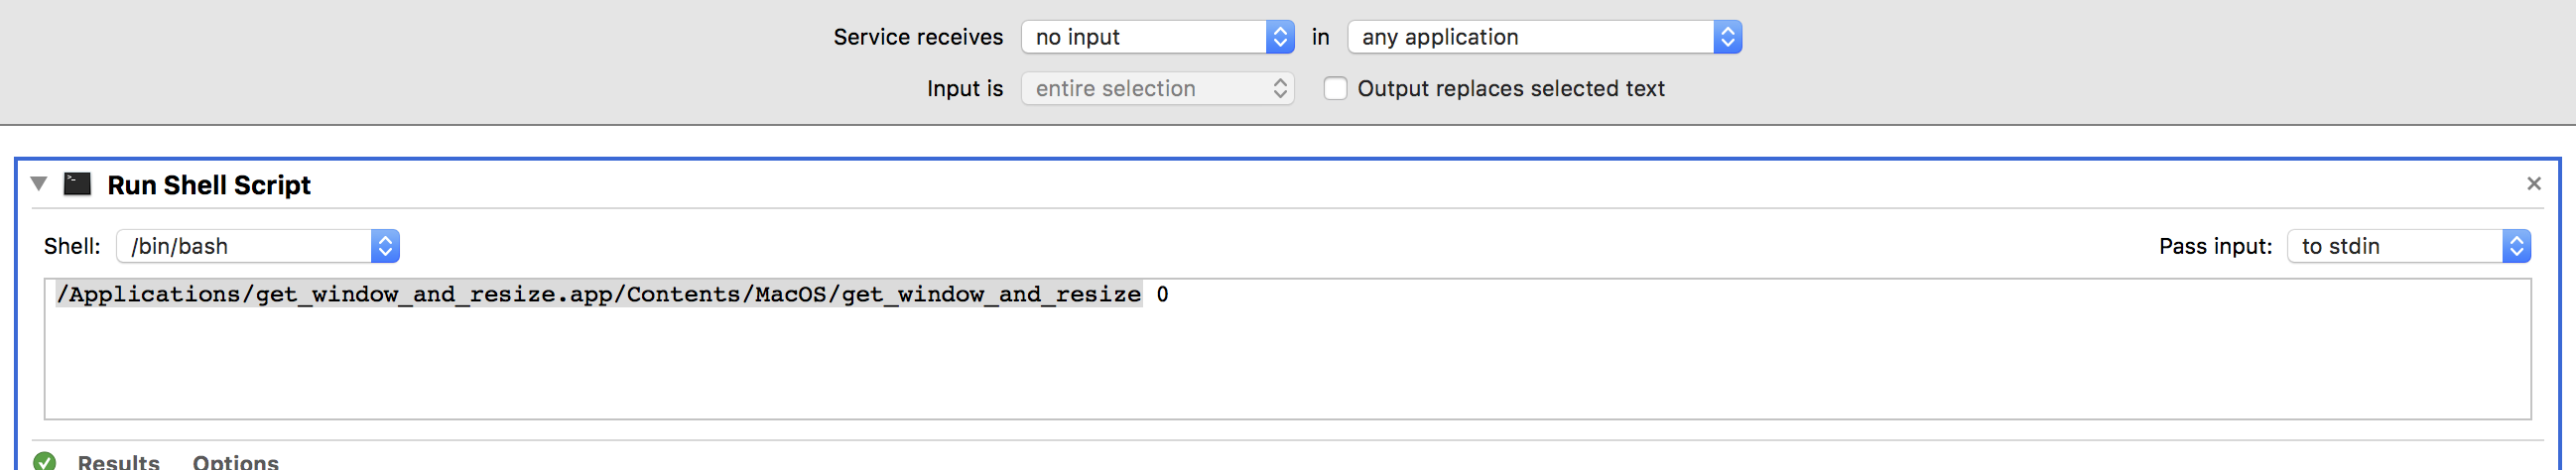 Service receives no input in any application
Input is entire selection Output replaces selected text
>_ Run Shell Script ×
Shell: /bin/bash Pass input: to stdin
/Applications/get_window_and_resize.app/Contents/MacOS/get_window_and_resize 0
Results Options